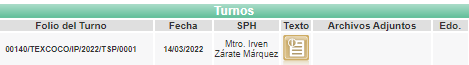 Turnos
Folio del Turno Fecha SPH Texto Archivos Adjuntos Edo.
00140/TEXCOCO/IP/2022/TSP/0001 14/03/2022 Mtro. Irven Zárate Márquez